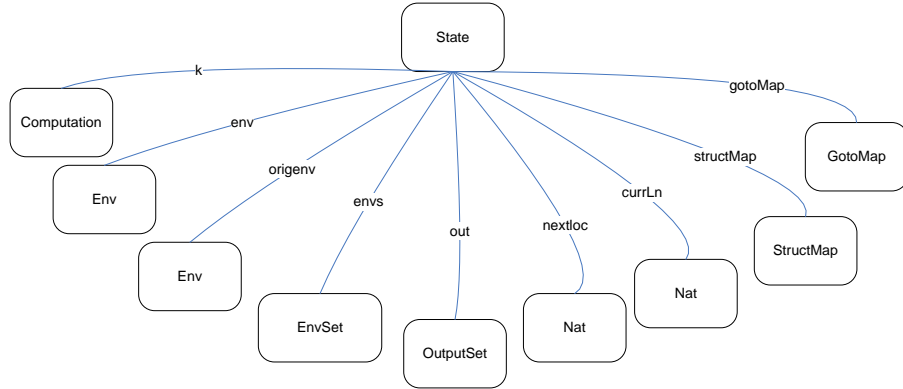 State
k
gotoMap
Computation
env
GotoMap
structMap
origenv
Env
currLn
envs
out
nextloc
StructMap
Env
Nat
EnvSet
Nat
OutputSet